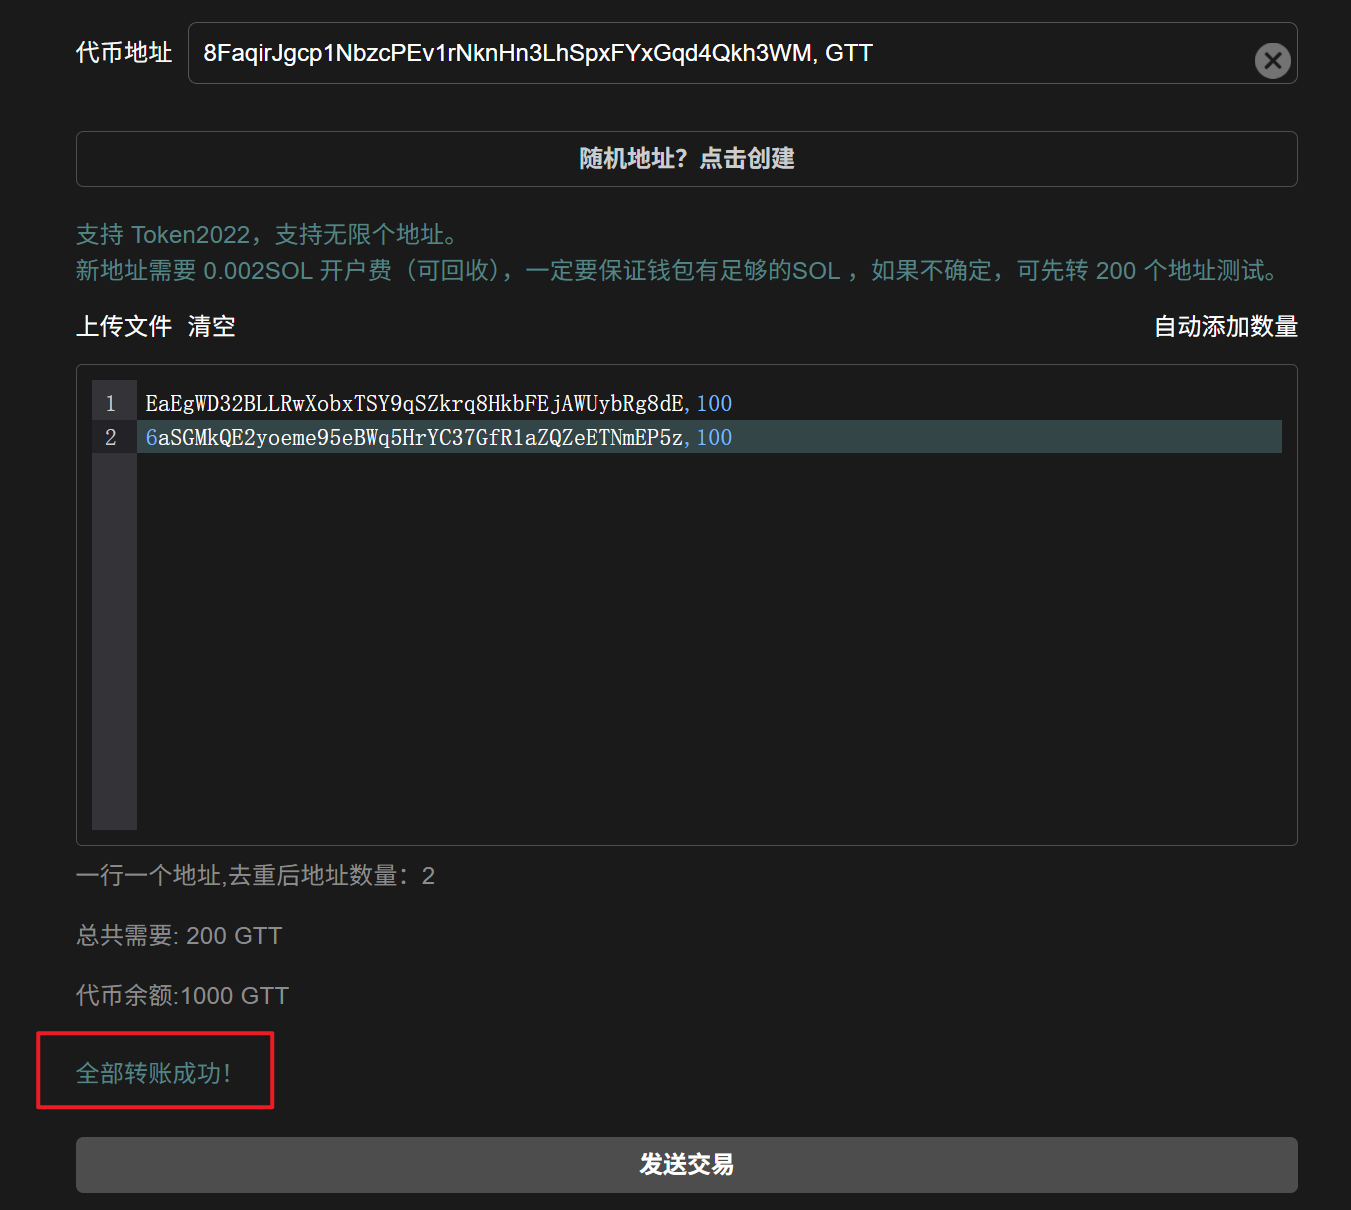 代币地址 8FaqirJgcp1NbzcPEv1rNknHn3LhSpxFYxGqd4Qkh3WM, GTT
随机地址？点击创建
支持 Token2022，支持无限个地址。
新地址需要 0.002SOL 开户费（可回收），一定要保证钱包有足够的SOL ，如果不确定，可先转 200 个地址测试。
上传文件 清空 自动添加数量
1 EaEgWD32BLLRwXobxTSY9qSZkrq8HkbFEjAWUybRg8dE,100
2 6aSGMkQE2yoeme95eBWq5HrYC37GfR1aZQZeETNmEP5z,100
一行一个地址,去重后地址数量：2
总共需要: 200 GTT
代币余额:1000 GTT
全部转账成功！
发送交易